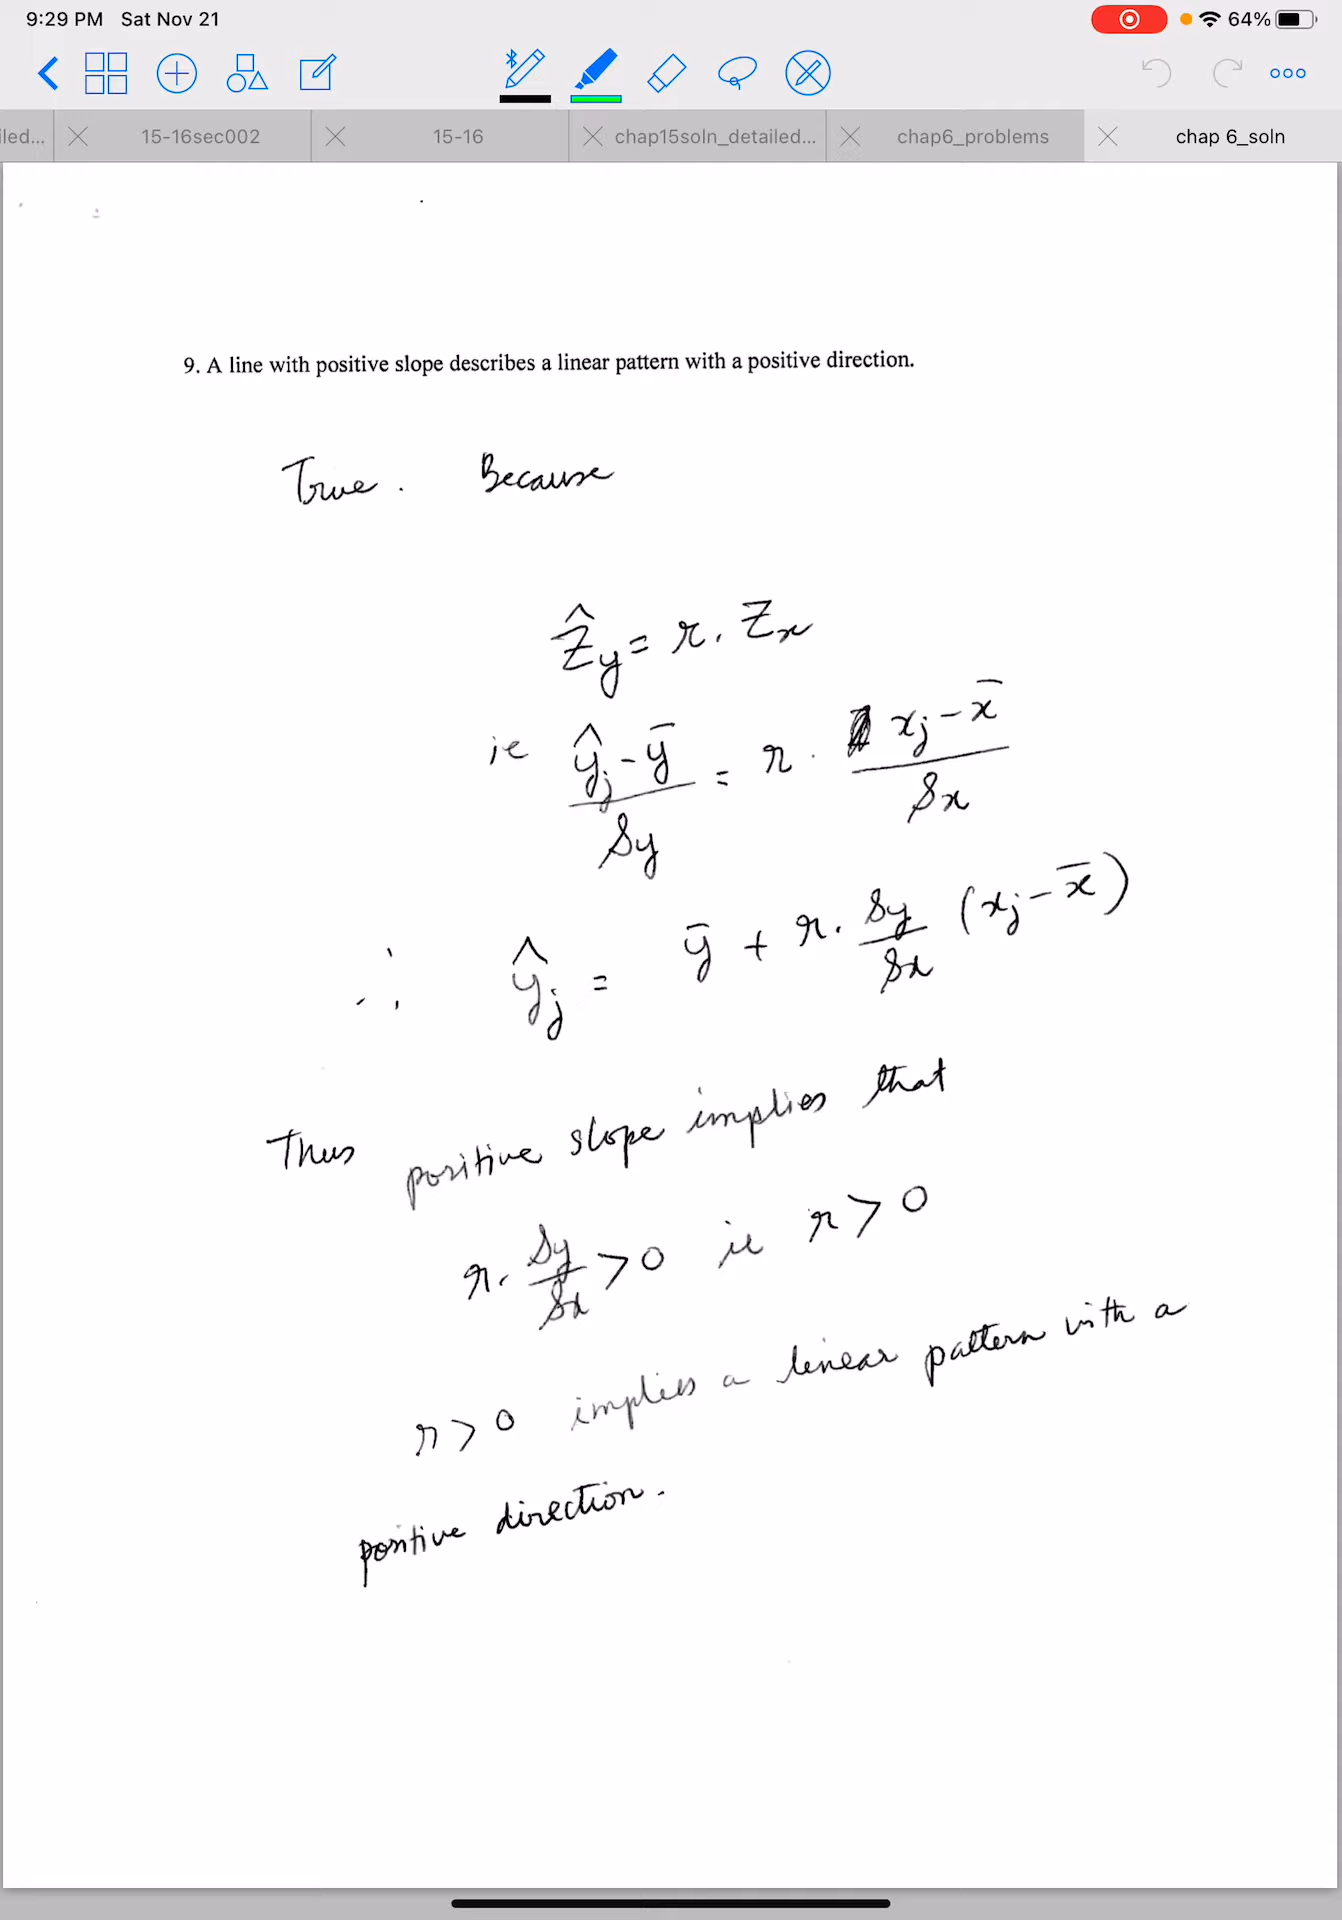 9:29 PM Sat Nov 21
64%
iled...
15-16sec002
15-16
chap15soln_detailed...
chap6_problems
chap 6_soln
9. A line with positive slope describes a linear pattern with a positive direction.
True. Because
ẑy = r. Zx
ie (ŷj - ȳ)/Sy = r. (xj - x̄)/Sx
∴ ŷj = ȳ + r. Sy/Sx (xj - x̄)
Thus positive slope implies that
r. Sy/Sx > 0 ie r > 0
r > 0 implies a linear pattern with a
positive direction.